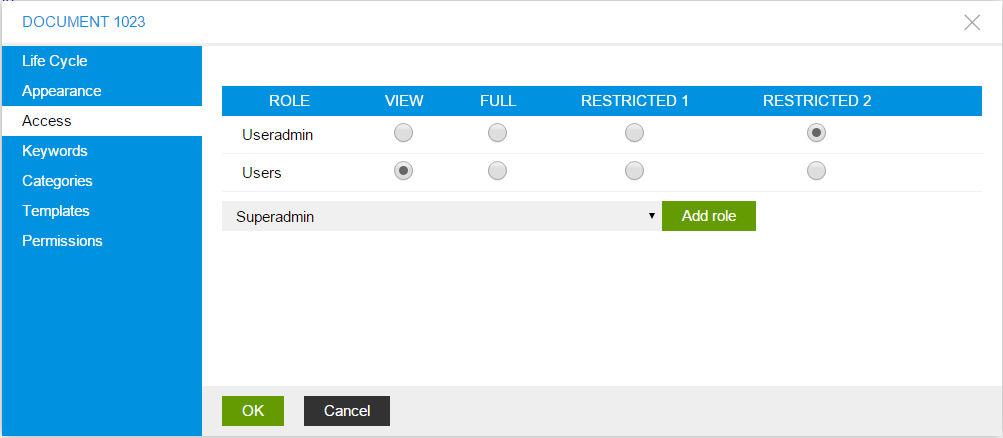 DOCUMENT 1023
Life Cycle
Appearance
Access
Keywords
Categories
Templates
Permissions
ROLE VIEW FULL RESTRICTED 1 RESTRICTED 2
Useradmin
Users
Superadmin Add role
OK Cancel